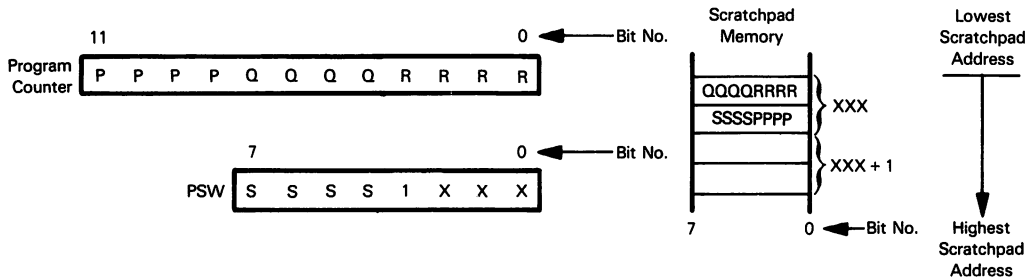 11 0 Bit No.
Program Counter
P P P P Q Q Q Q R R R R
7 0 Bit No.
PSW S S S S 1 X X X
Scratchpad
Memory
QQQQRRRR
SSSSPPPP
XXX
XXX + 1
7 0 Bit No.
Lowest
Scratchpad
Address
Highest
Scratchpad
Address